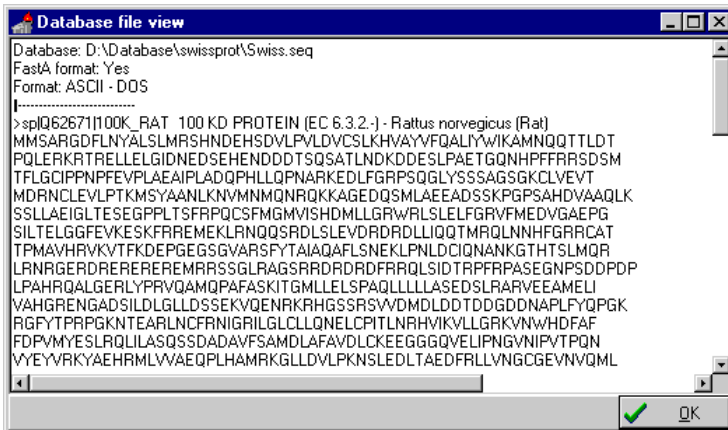 Database file view
Database: D:\Database\swissprot\Swiss.seq
FastA format: Yes
Format: ASCII - DOS
|---------------------------
>sp|Q62671|100K_RAT  100 KD PROTEIN (EC 6.3.2.-) - Rattus norvegicus (Rat)
MMSARGDFLNYALSLMRSHNDEHSDVLPVLDVCSLKHVAYVFQALIYWIKAMNQQTTLDT
PQLERKRTRELLELGIDNEDSEHENDDDTSQSATLNDKDDESLPAETGQNHPFFRRSDSM
TFLGCIPPNPFEVPLAEAIPLADQPHLLQPNARKEDLFGRPSQGLYSSSAGSGKCLVEVT
MDRNCLEVLPTKMSYAANLKNVMNMQNRQKKAGEDQSMLAEEADSSKPGPSAHDVAAQLK
SSLLAEIGLTESEGPPLTSFRPQCSFMGMVISHDMLLGRWRLSLELFGRVFMEDVGAEPG
SILTELGGFEVKESKFRREMEKLRNQQSRDLSLEVDRDRDLLIQQTMRQLNNHFGRRCAT
TPMAVHRVKVTFKDEPGEGSGVARSFYTAIAQAFLSNEKLPNLDCIQNANKGTHTSLMQR
LRNRGERDREREREREMRRSSGLRAGSRRDRDRDFRRQLSIDTRPFRPASEGNPSDDPDP
LPAHRQALGERLYPRVQAMQPAFASKITGMLLELSPAQLLLLLASEDSLRARVEEAMELI
VAHGRENGADSILDLGLLDSSEKVQENRKRHGSSRSVVDMDLDDTDDGDDNAPLFYQPGK
RGFYTPRPGKNTEARLNCFRNIGRILGLCLLQNELCPITLNRHVIKVLLGRKVNWHDFAF
FDPVMYESLRQLILASQSSDADAVFSAMDLAFAVDLCKEEGGGQVELIPNGVNIPVTPQN
VYEYVRKYAEHRMLVVAEQPLHAMRKGLLDVLPKNSLEDLTAEDFRLLVNGCGEVNVQML
OK